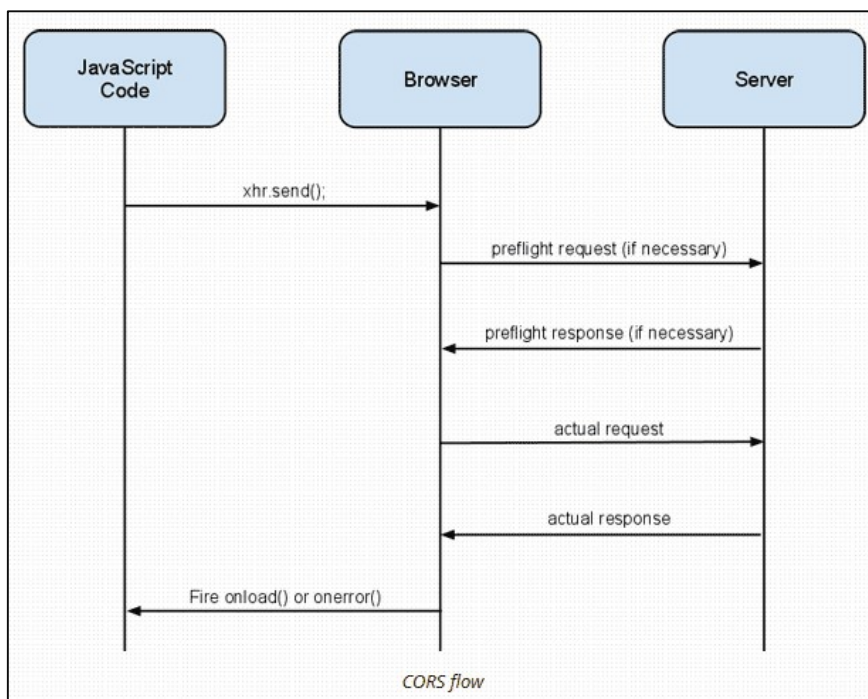 JavaScript
Code
Browser
Server
xhr.send();
preflight request (if necessary)
preflight response (if necessary)
actual request
actual response
Fire onload() or onerror()
CORS flow